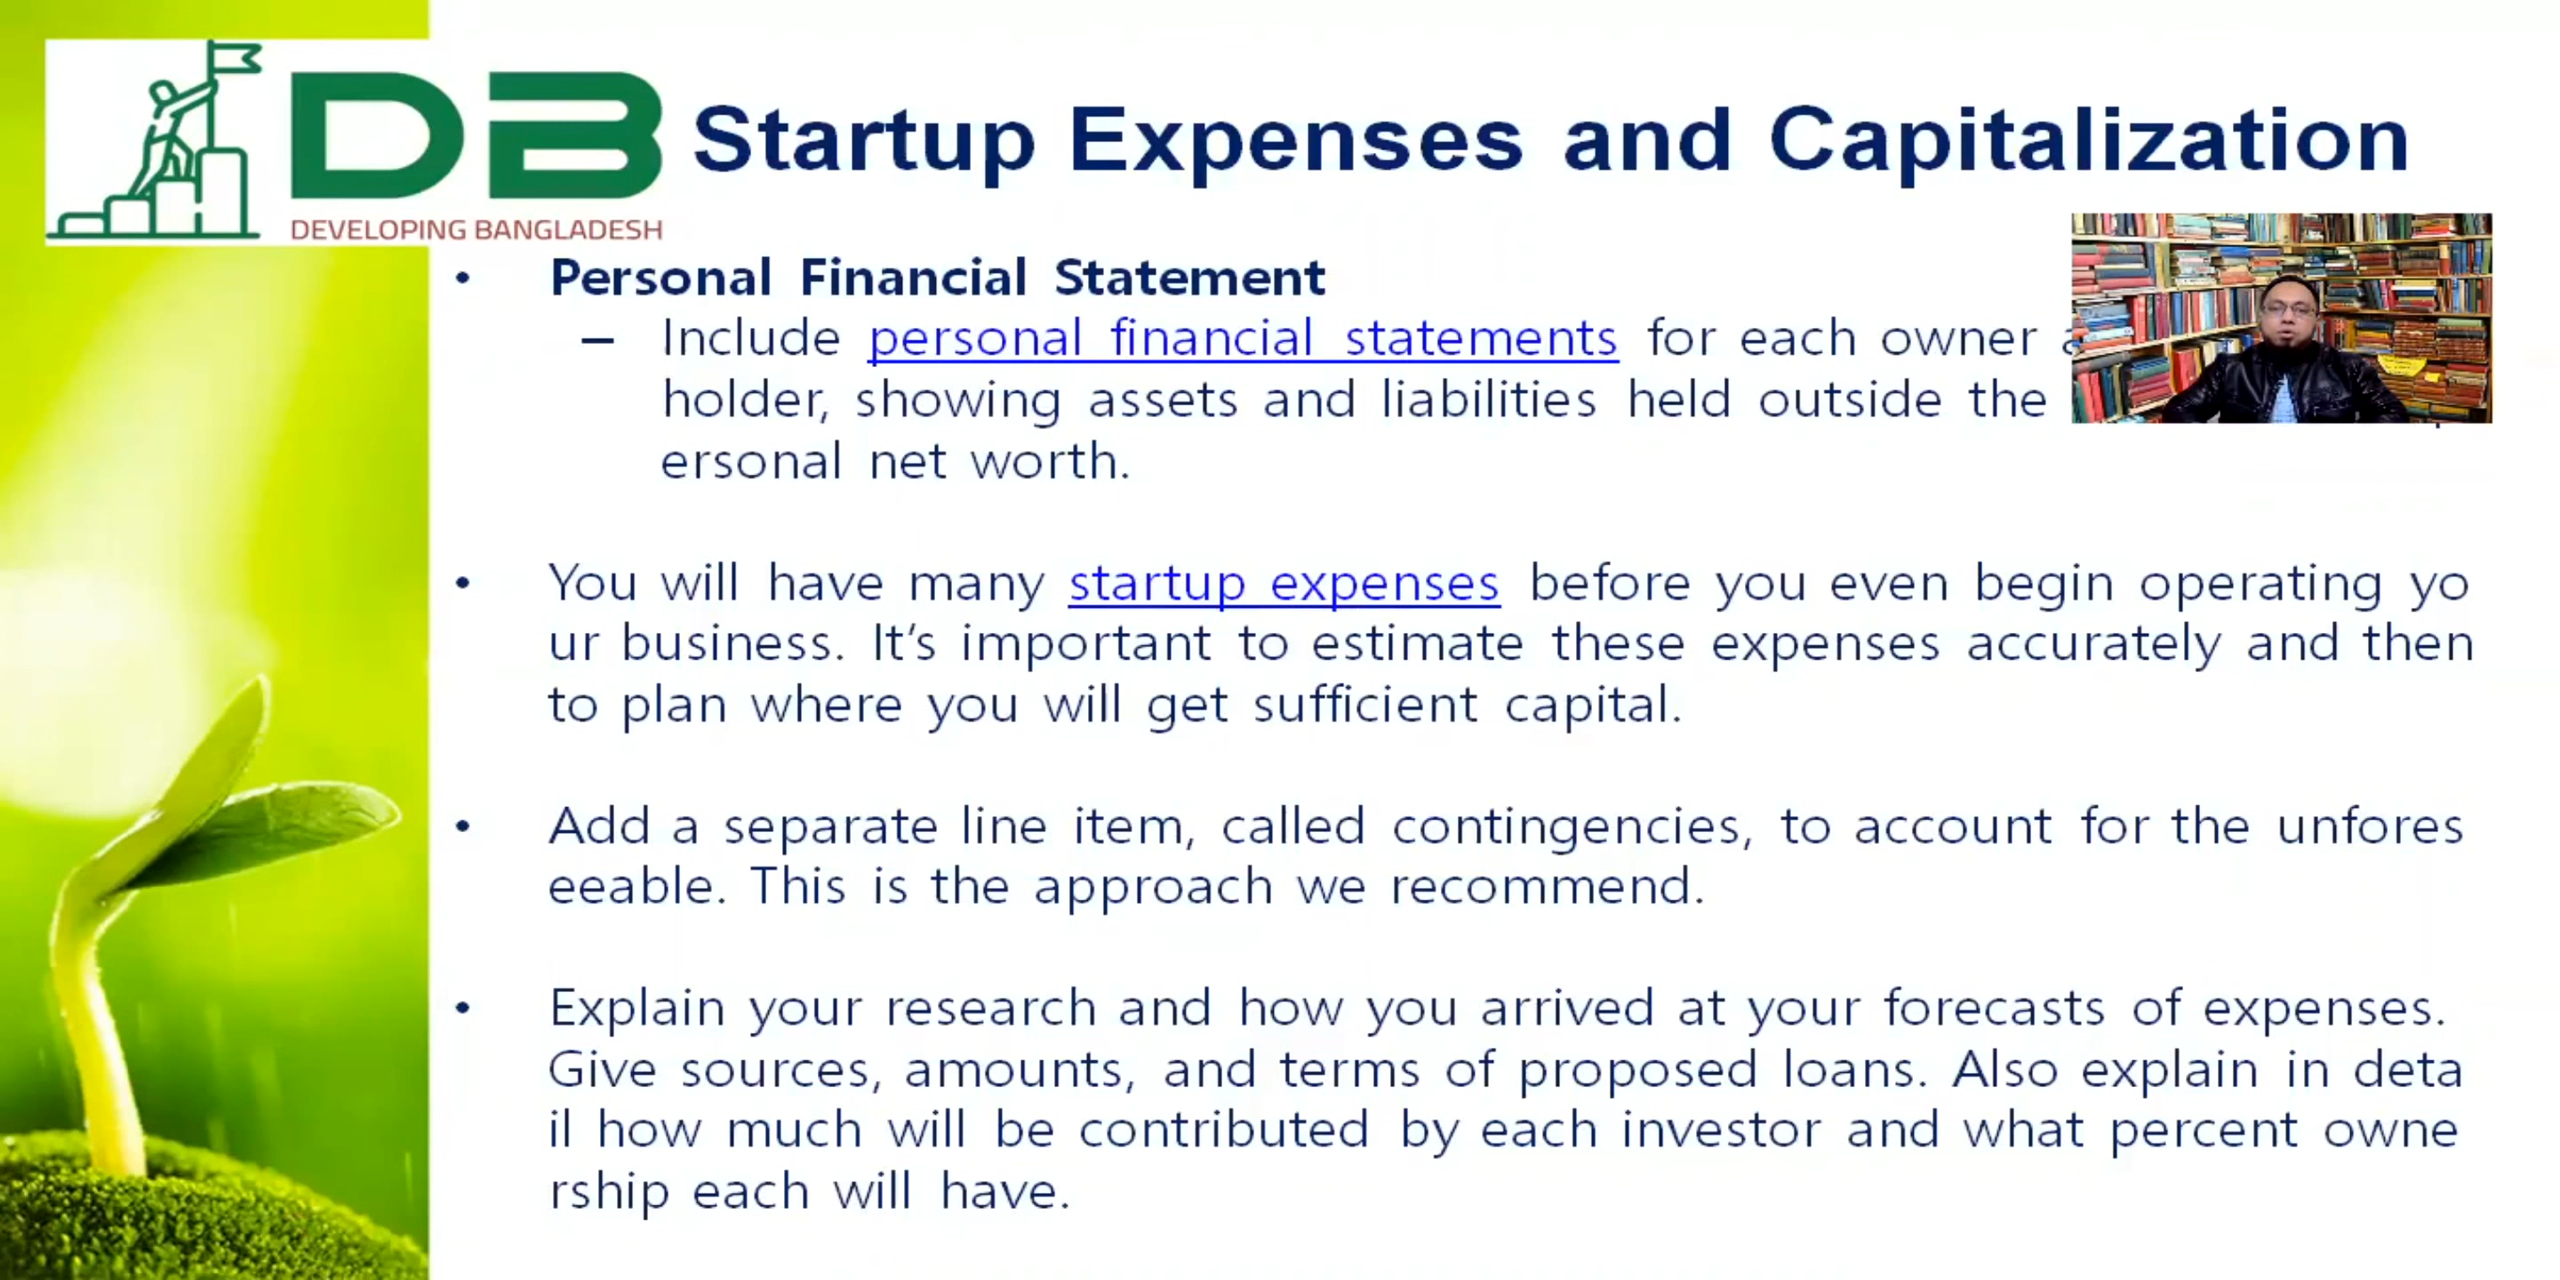 DB
DEVELOPING BANGLADESH
Startup Expenses and Capitalization
• Personal Financial Statement
– Include personal financial statements for each owner
holder, showing assets and liabilities held outside the
ersonal net worth.
• You will have many startup expenses before you even begin operating yo
ur business. It’s important to estimate these expenses accurately and then
to plan where you will get sufficient capital.
• Add a separate line item, called contingencies, to account for the unfores
eeable. This is the approach we recommend.
• Explain your research and how you arrived at your forecasts of expenses.
Give sources, amounts, and terms of proposed loans. Also explain in deta
il how much will be contributed by each investor and what percent owne
rship each will have.